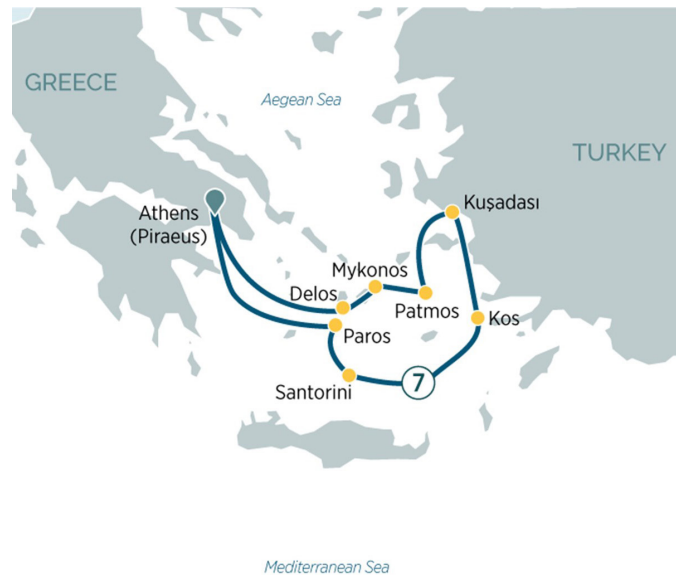 GREECE
Aegean Sea
TURKEY
Athens
(Piraeus)
Kuşadası
Mykonos
Delos
Patmos
Kos
Paros
7
Santorini
Mediterranean Sea